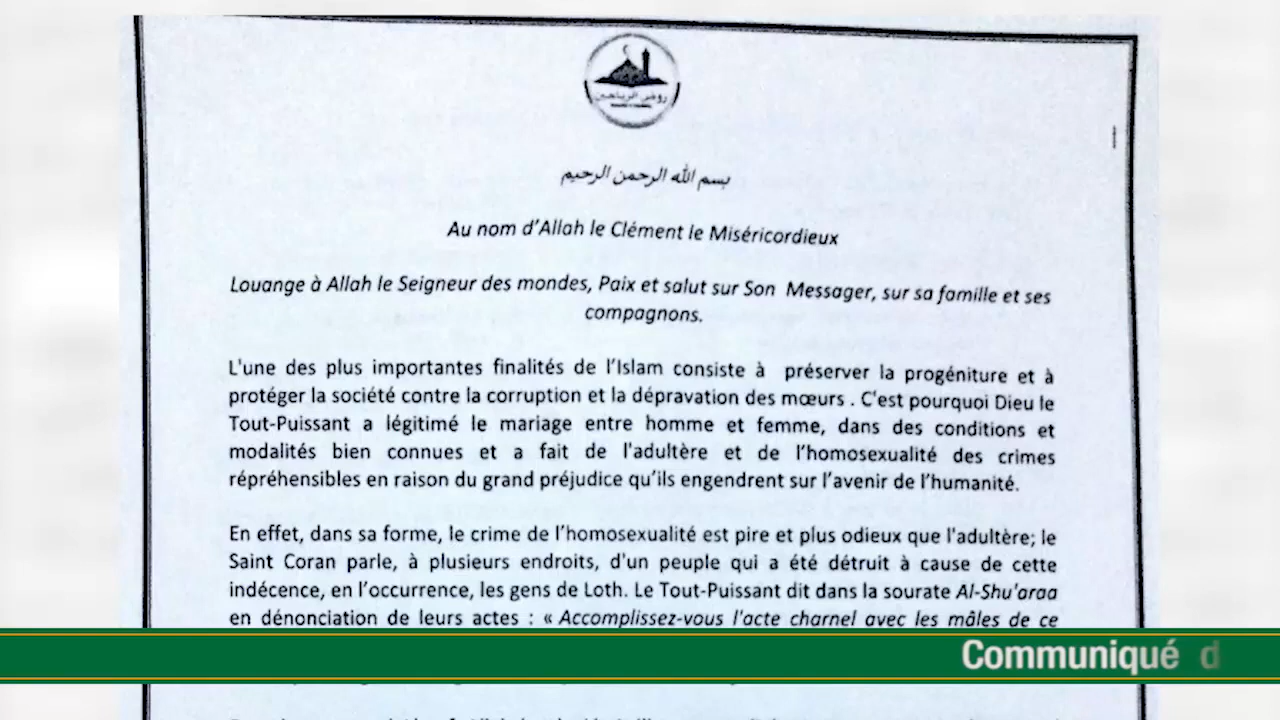 روض الرياحين
بسم الله الرحمن الرحيم
Au nom d'Allah le Clément le Miséricordieux
Louange à Allah le Seigneur des mondes, Paix et salut sur Son Messager, sur sa famille et ses
compagnons.
L'une des plus importantes finalités de l'Islam consiste à préserver la progéniture et à
protéger la société contre la corruption et la dépravation des mœurs . C'est pourquoi Dieu le
Tout-Puissant a légitimé le mariage entre homme et femme, dans des conditions et
modalités bien connues et a fait de l'adultère et de l'homosexualité des crimes
répréhensibles en raison du grand préjudice qu'ils engendrent sur l'avenir de l'humanité.
En effet, dans sa forme, le crime de l'homosexualité est pire et plus odieux que l'adultère; le
Saint Coran parle, à plusieurs endroits, d'un peuple qui a été détruit à cause de cette
indécence, en l'occurrence, les gens de Loth. Le Tout-Puissant dit dans la sourate Al-Shu'araa
en dénonciation de leurs actes : « Accomplissez-vous l'acte charnel avec les mâles de ce
Communiqué d